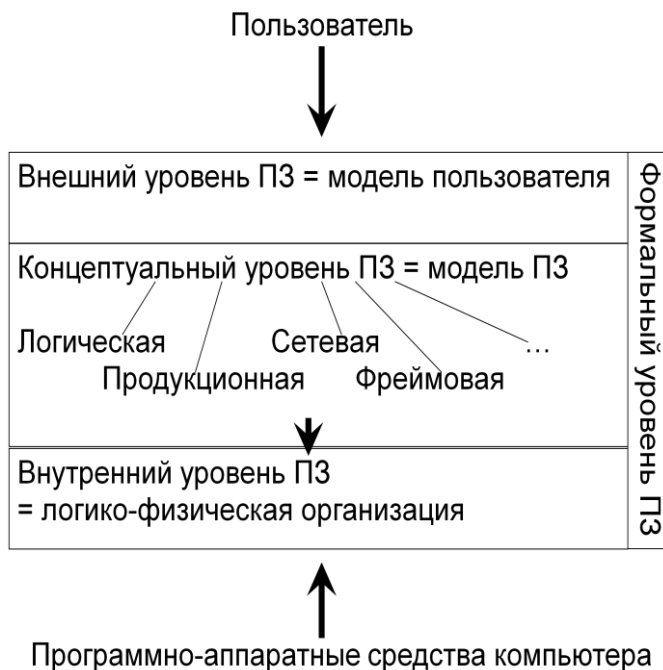 Пользователь
Внешний уровень ПЗ = модель пользователя
Концептуальный уровень ПЗ = модель ПЗ
Логическая Сетевая …
Продукционная Фреймовая
Внутренний уровень ПЗ
= логико-физическая организация
Формальный уровень ПЗ
Программно-аппаратные средства компьютера